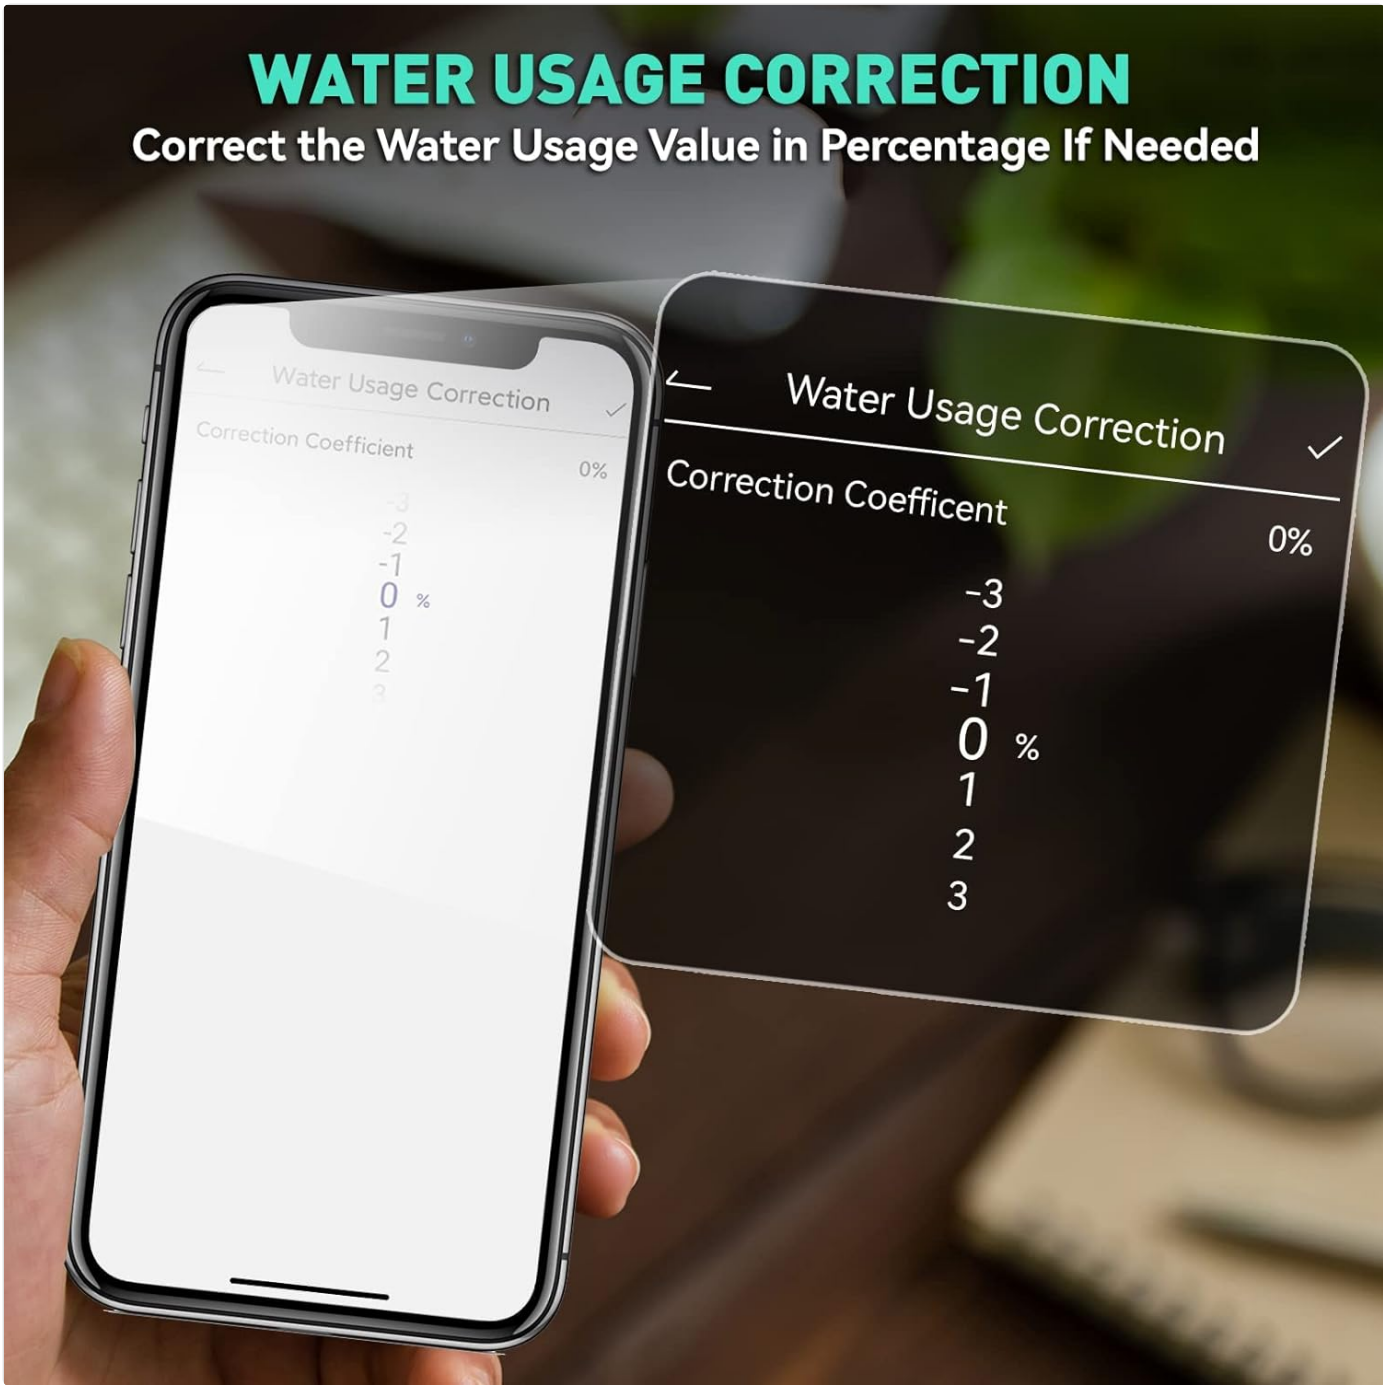 WATER USAGE CORRECTION
Correct the Water Usage Value in Percentage If Needed
Water Usage Correction
Correction Coefficient
0%
-3
-2
-1
0 %
1
2
3
Water Usage Correction
Correction Coefficent
0%
-3
-2
-1
0 %
1
2
3